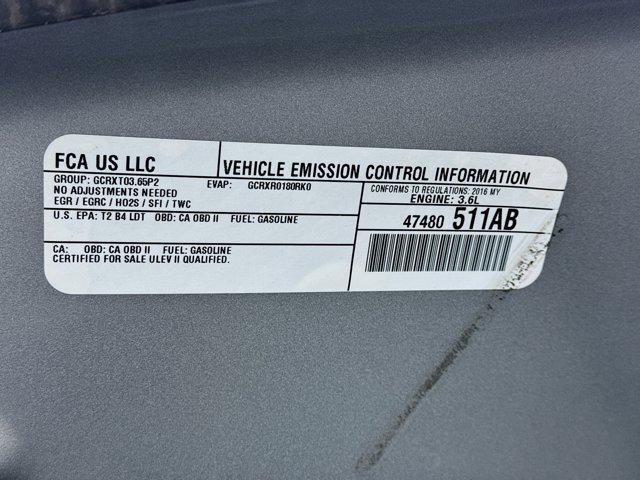 FCA US LLC
VEHICLE EMISSION CONTROL INFORMATION
GROUP: GCRXT03.65P2 EVAP: GCRXR0180RK0
NO ADJUSTMENTS NEEDED
EGR / EGRC / HO2S / SFI / TWC
CONFORMS TO REGULATIONS: 2016 MY
ENGINE: 3.6L
U.S. EPA: T2 B4 LDT OBD: CA OBD II FUEL: GASOLINE
47480 511AB
CA: OBD: CA OBD II FUEL: GASOLINE
CERTIFIED FOR SALE ULEV II QUALIFIED.